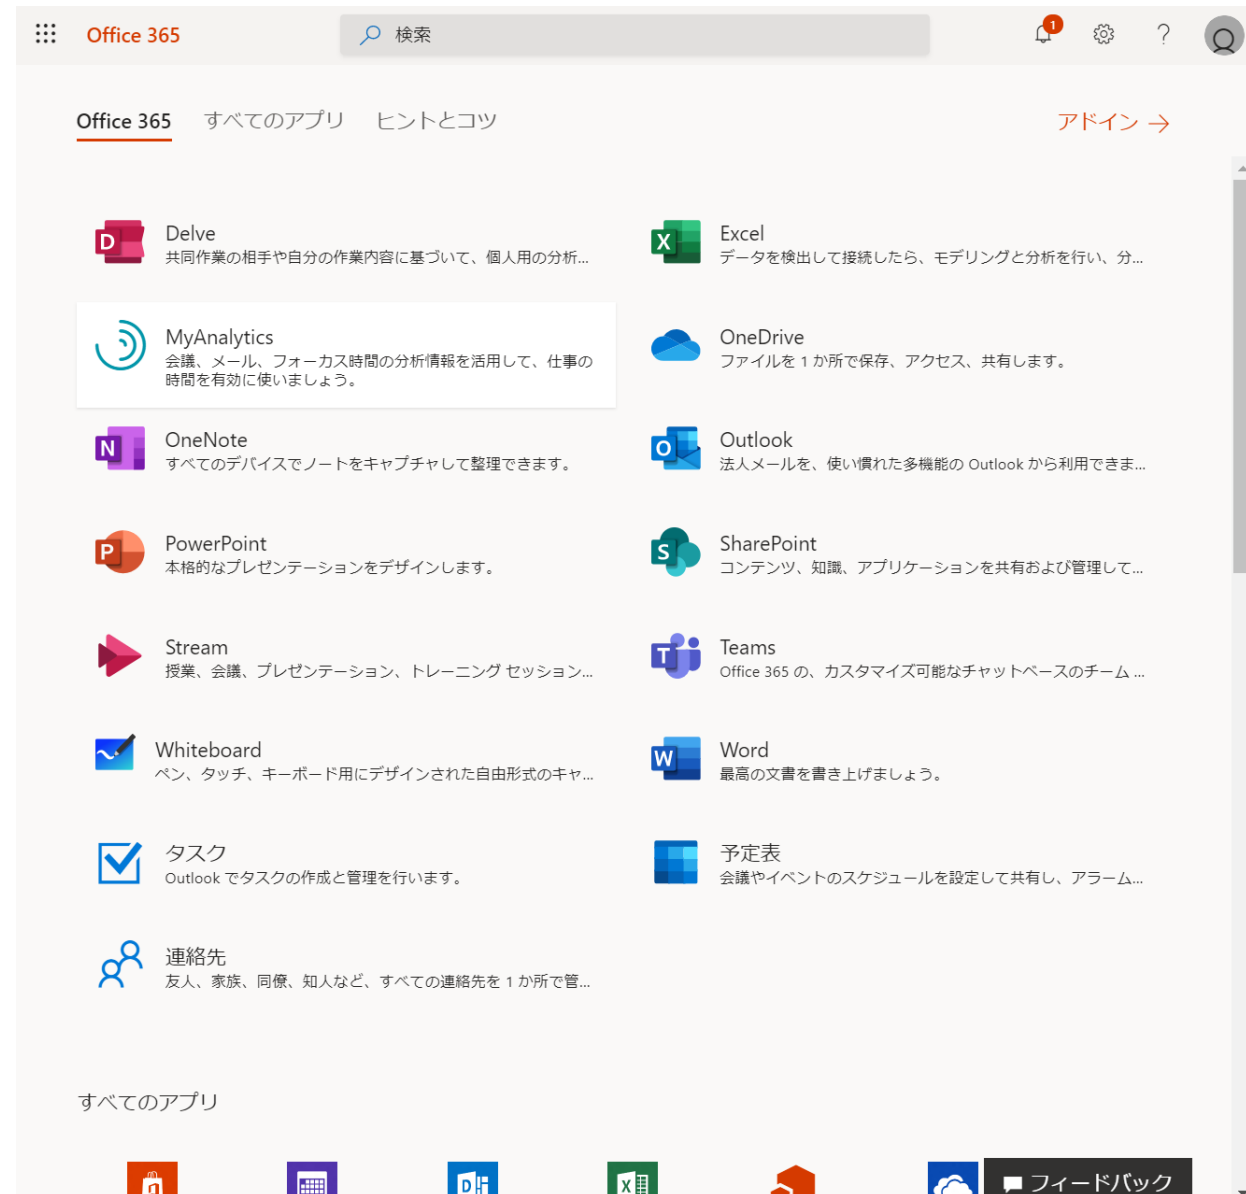 Office 365
検索
1
Office 365 すべてのアプリ ヒントとコツ
アドイン →
Delve
共同作業の相手や自分の作業内容に基づいて、個人用の分析...
Excel
データを検出して接続したら、モデリングと分析を行い、分...
MyAnalytics
会議、メール、フォーカス時間の分析情報を活用して、仕事の
時間を有効に使いましょう。
OneDrive
ファイルを 1 か所で保存、アクセス、共有します。
OneNote
すべてのデバイスでノートをキャプチャして整理できます。
Outlook
法人メールを、使い慣れた多機能の Outlook から利用できま...
PowerPoint
本格的なプレゼンテーションをデザインします。
SharePoint
コンテンツ、知識、アプリケーションを共有および管理して...
Stream
授業、会議、プレゼンテーション、トレーニング セッション...
Teams
Office 365 の、カスタマイズ可能なチャットベースのチーム ...
Whiteboard
ペン、タッチ、キーボード用にデザインされた自由形式のキャ...
Word
最高の文書を書き上げましょう。
タスク
Outlook でタスクの作成と管理を行います。
予定表
会議やイベントのスケジュールを設定して共有し、アラーム...
連絡先
友人、家族、同僚、知人など、すべての連絡先を 1 か所で管...
すべてのアプリ
フィードバック